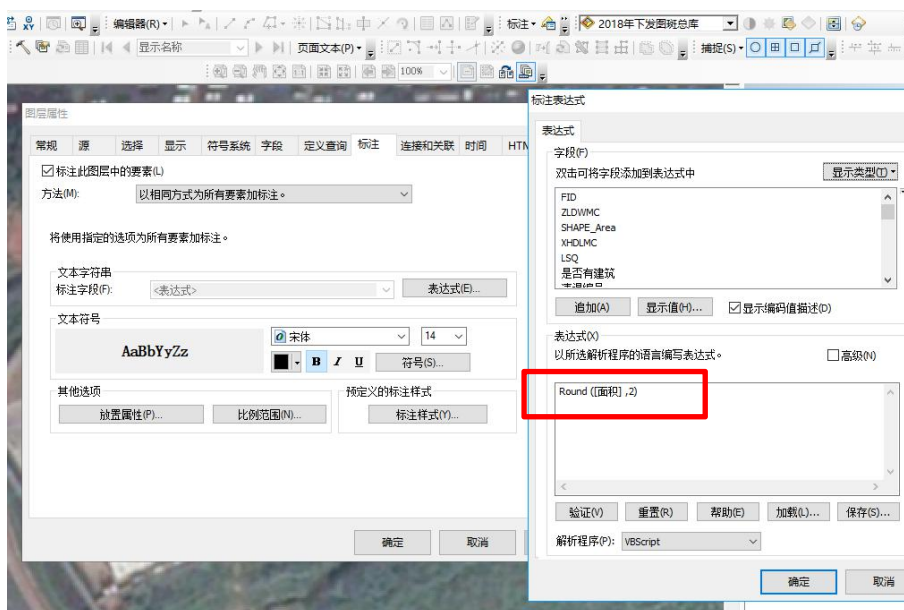 编辑器(R)
标注
2018年下发图斑总库
显示名称
页面文本(P)
捕捉(S)
100%
图层属性
常规 源 选择 显示 符号系统 字段 定义查询 标注 连接和关联 时间
标注此图层中的要素(L)
方法(M): 以相同方式为所有要素加标注。
将使用指定的选项为所有要素加标注。
文本字符串
标注字段(F): <表达式> 表达式(E)...
文本符号
AaBbYyZz
宋体 14
B I U 符号(S)...
其他选项
放置属性(P)... 比例范围(N)...
预定义的标注样式
标注样式(Y)...
确定 取消
标注表达式
表达式
字段(F)
双击可将字段添加到表达式中 显示类型(T)
FID
ZLDWMC
SHAPE_Area
XHDLMC
LSQ
是否有建筑
追加(A) 显示值(H)... 显示编码值描述(D)
表达式(X)
以所选解析程序的语言编写表达式。 高级(N)
Round ([面积] ,2)
验证(V) 重置(R) 帮助(E) 加载(L)... 保存(S)...
解析程序(P): VBScript
确定 取消